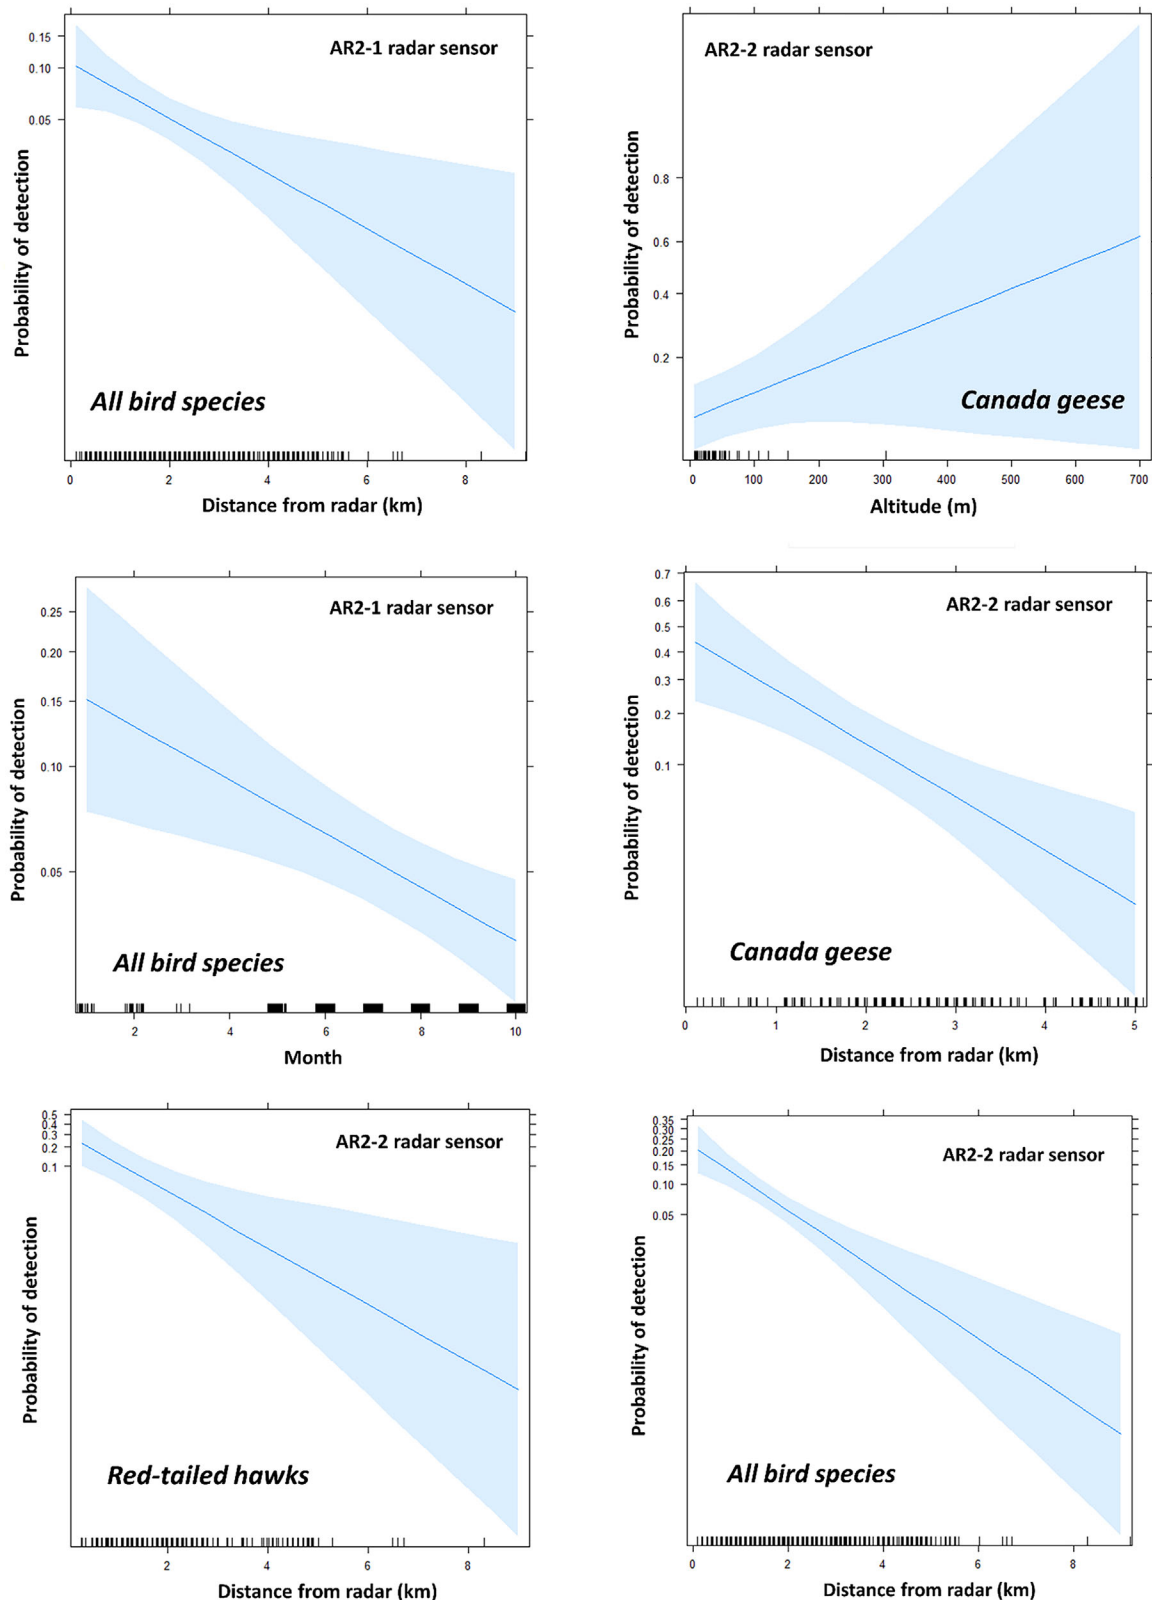 0.15
0.10
0.05
AR2-1 radar sensor
Probability of detection
All bird species
0 2 4 6 8
Distance from radar (km)
AR2-2 radar sensor
0.8
0.6
0.4
0.2
Probability of detection
Canada geese
0 100 200 300 400 500 600 700
Altitude (m)
AR2-1 radar sensor
0.25
0.20
0.15
0.10
0.05
Probability of detection
All bird species
2 4 6 8 10
Month
0.7
0.6
0.5
0.4
0.3
0.2
0.1
AR2-2 radar sensor
Probability of detection
Canada geese
0 1 2 3 4 5
Distance from radar (km)
0.5
0.4
0.3
0.2
0.1
AR2-2 radar sensor
Probability of detection
Red-tailed hawks
2 4 6 8
Distance from radar (km)
0.35
0.30
0.25
0.20
0.15
0.10
0.05
AR2-2 radar sensor
Probability of detection
All bird species
0 2 4 6 8
Distance from radar (km)